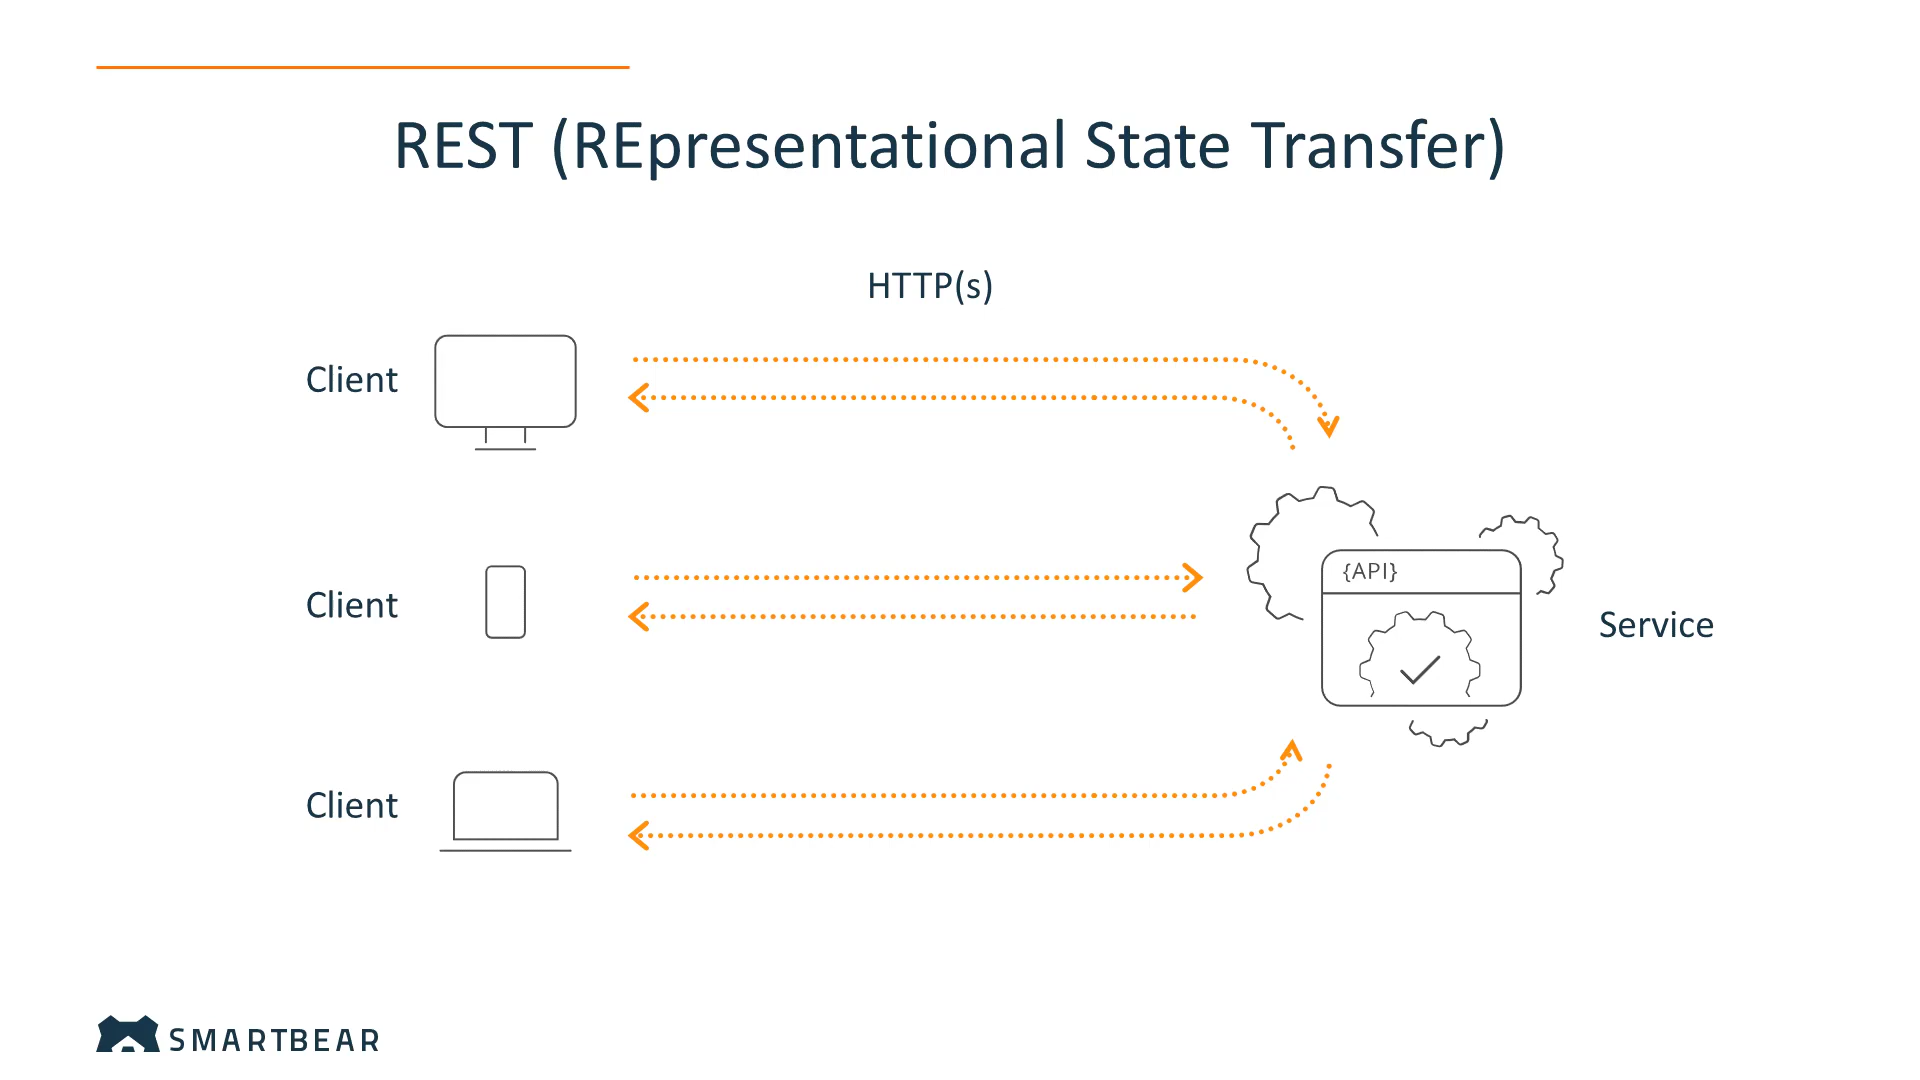 REST (REpresentational State Transfer)
HTTP(s)
Client
Client
{API}
Service
Client
SMARTBEAR